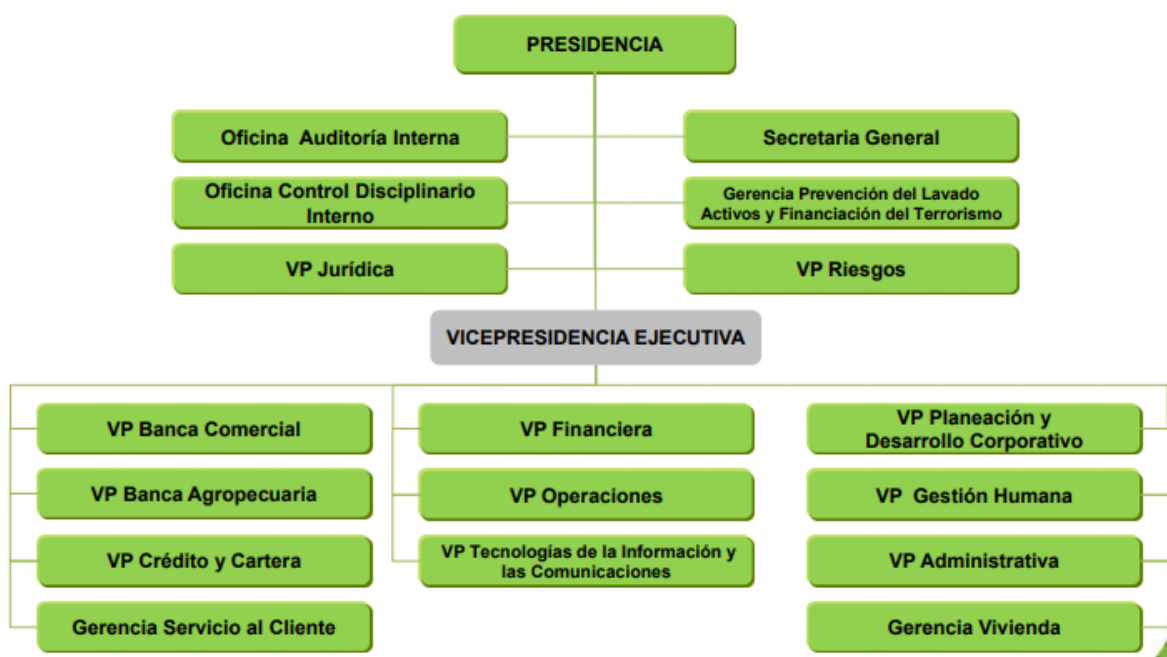 PRESIDENCIA
Oficina Auditoría Interna
Secretaria General
Oficina Control Disciplinario
Interno
Gerencia Prevención del Lavado
Activos y Financiación del Terrorismo
VP Jurídica
VP Riesgos
VICEPRESIDENCIA EJECUTIVA
VP Banca Comercial
VP Financiera
VP Planeación y
Desarrollo Corporativo
VP Banca Agropecuaria
VP Operaciones
VP Gestión Humana
VP Crédito y Cartera
VP Tecnologías de la Información y
las Comunicaciones
VP Administrativa
Gerencia Servicio al Cliente
Gerencia Vivienda